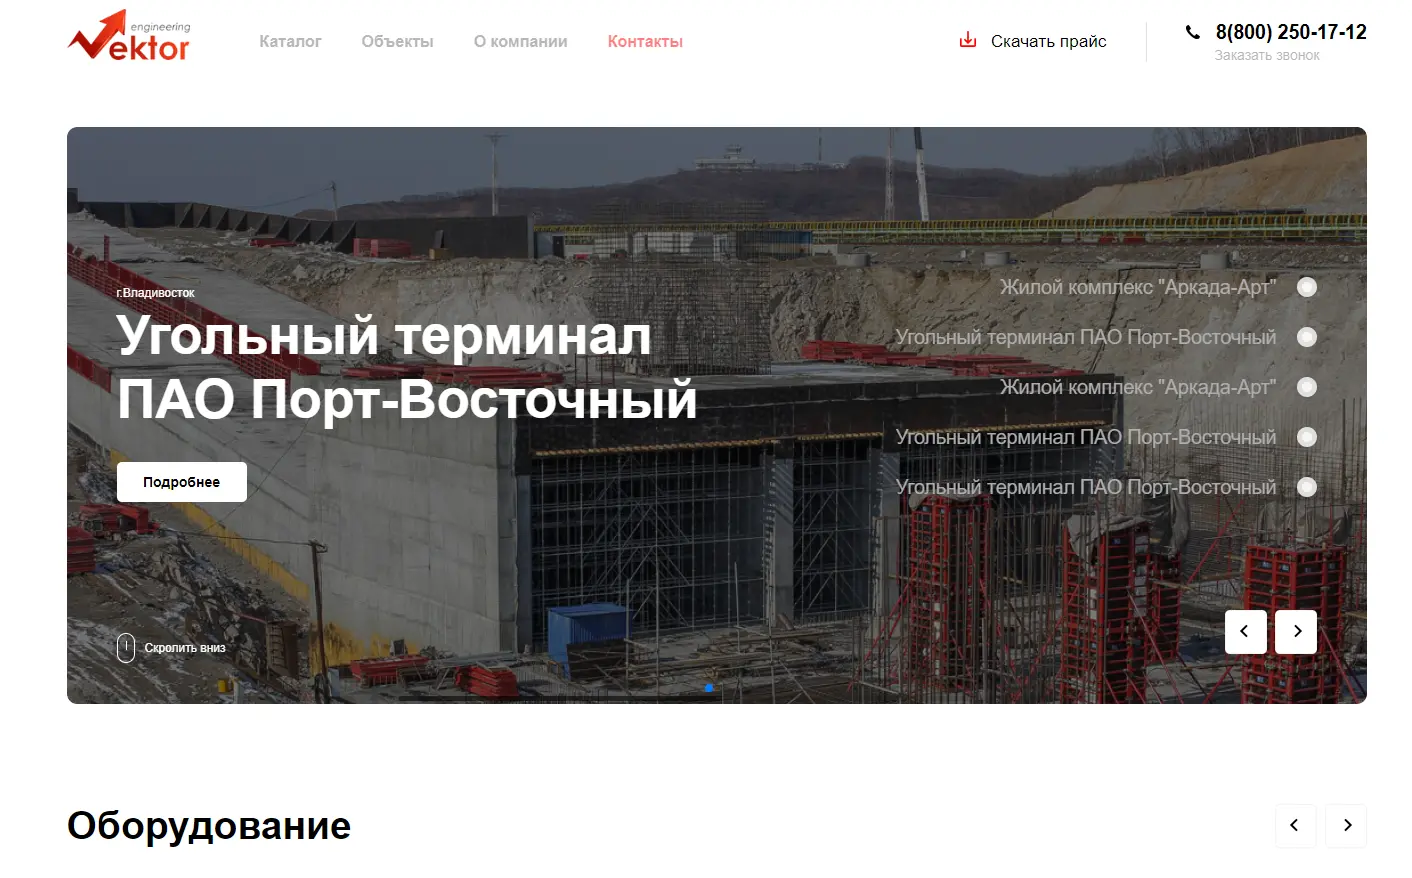 engineering
Vektor
Каталог Объекты О компании Контакты
Скачать прайс
8(800) 250-17-12
Заказать звонок
г.Владивосток
Угольный терминал
ПАО Порт-Восточный
Подробнее
Скролить вниз
Жилой комплекс "Аркада-Арт"
Угольный терминал ПАО Порт-Восточный
Жилой комплекс "Аркада-Арт"
Угольный терминал ПАО Порт-Восточный
Угольный терминал ПАО Порт-Восточный
Оборудование